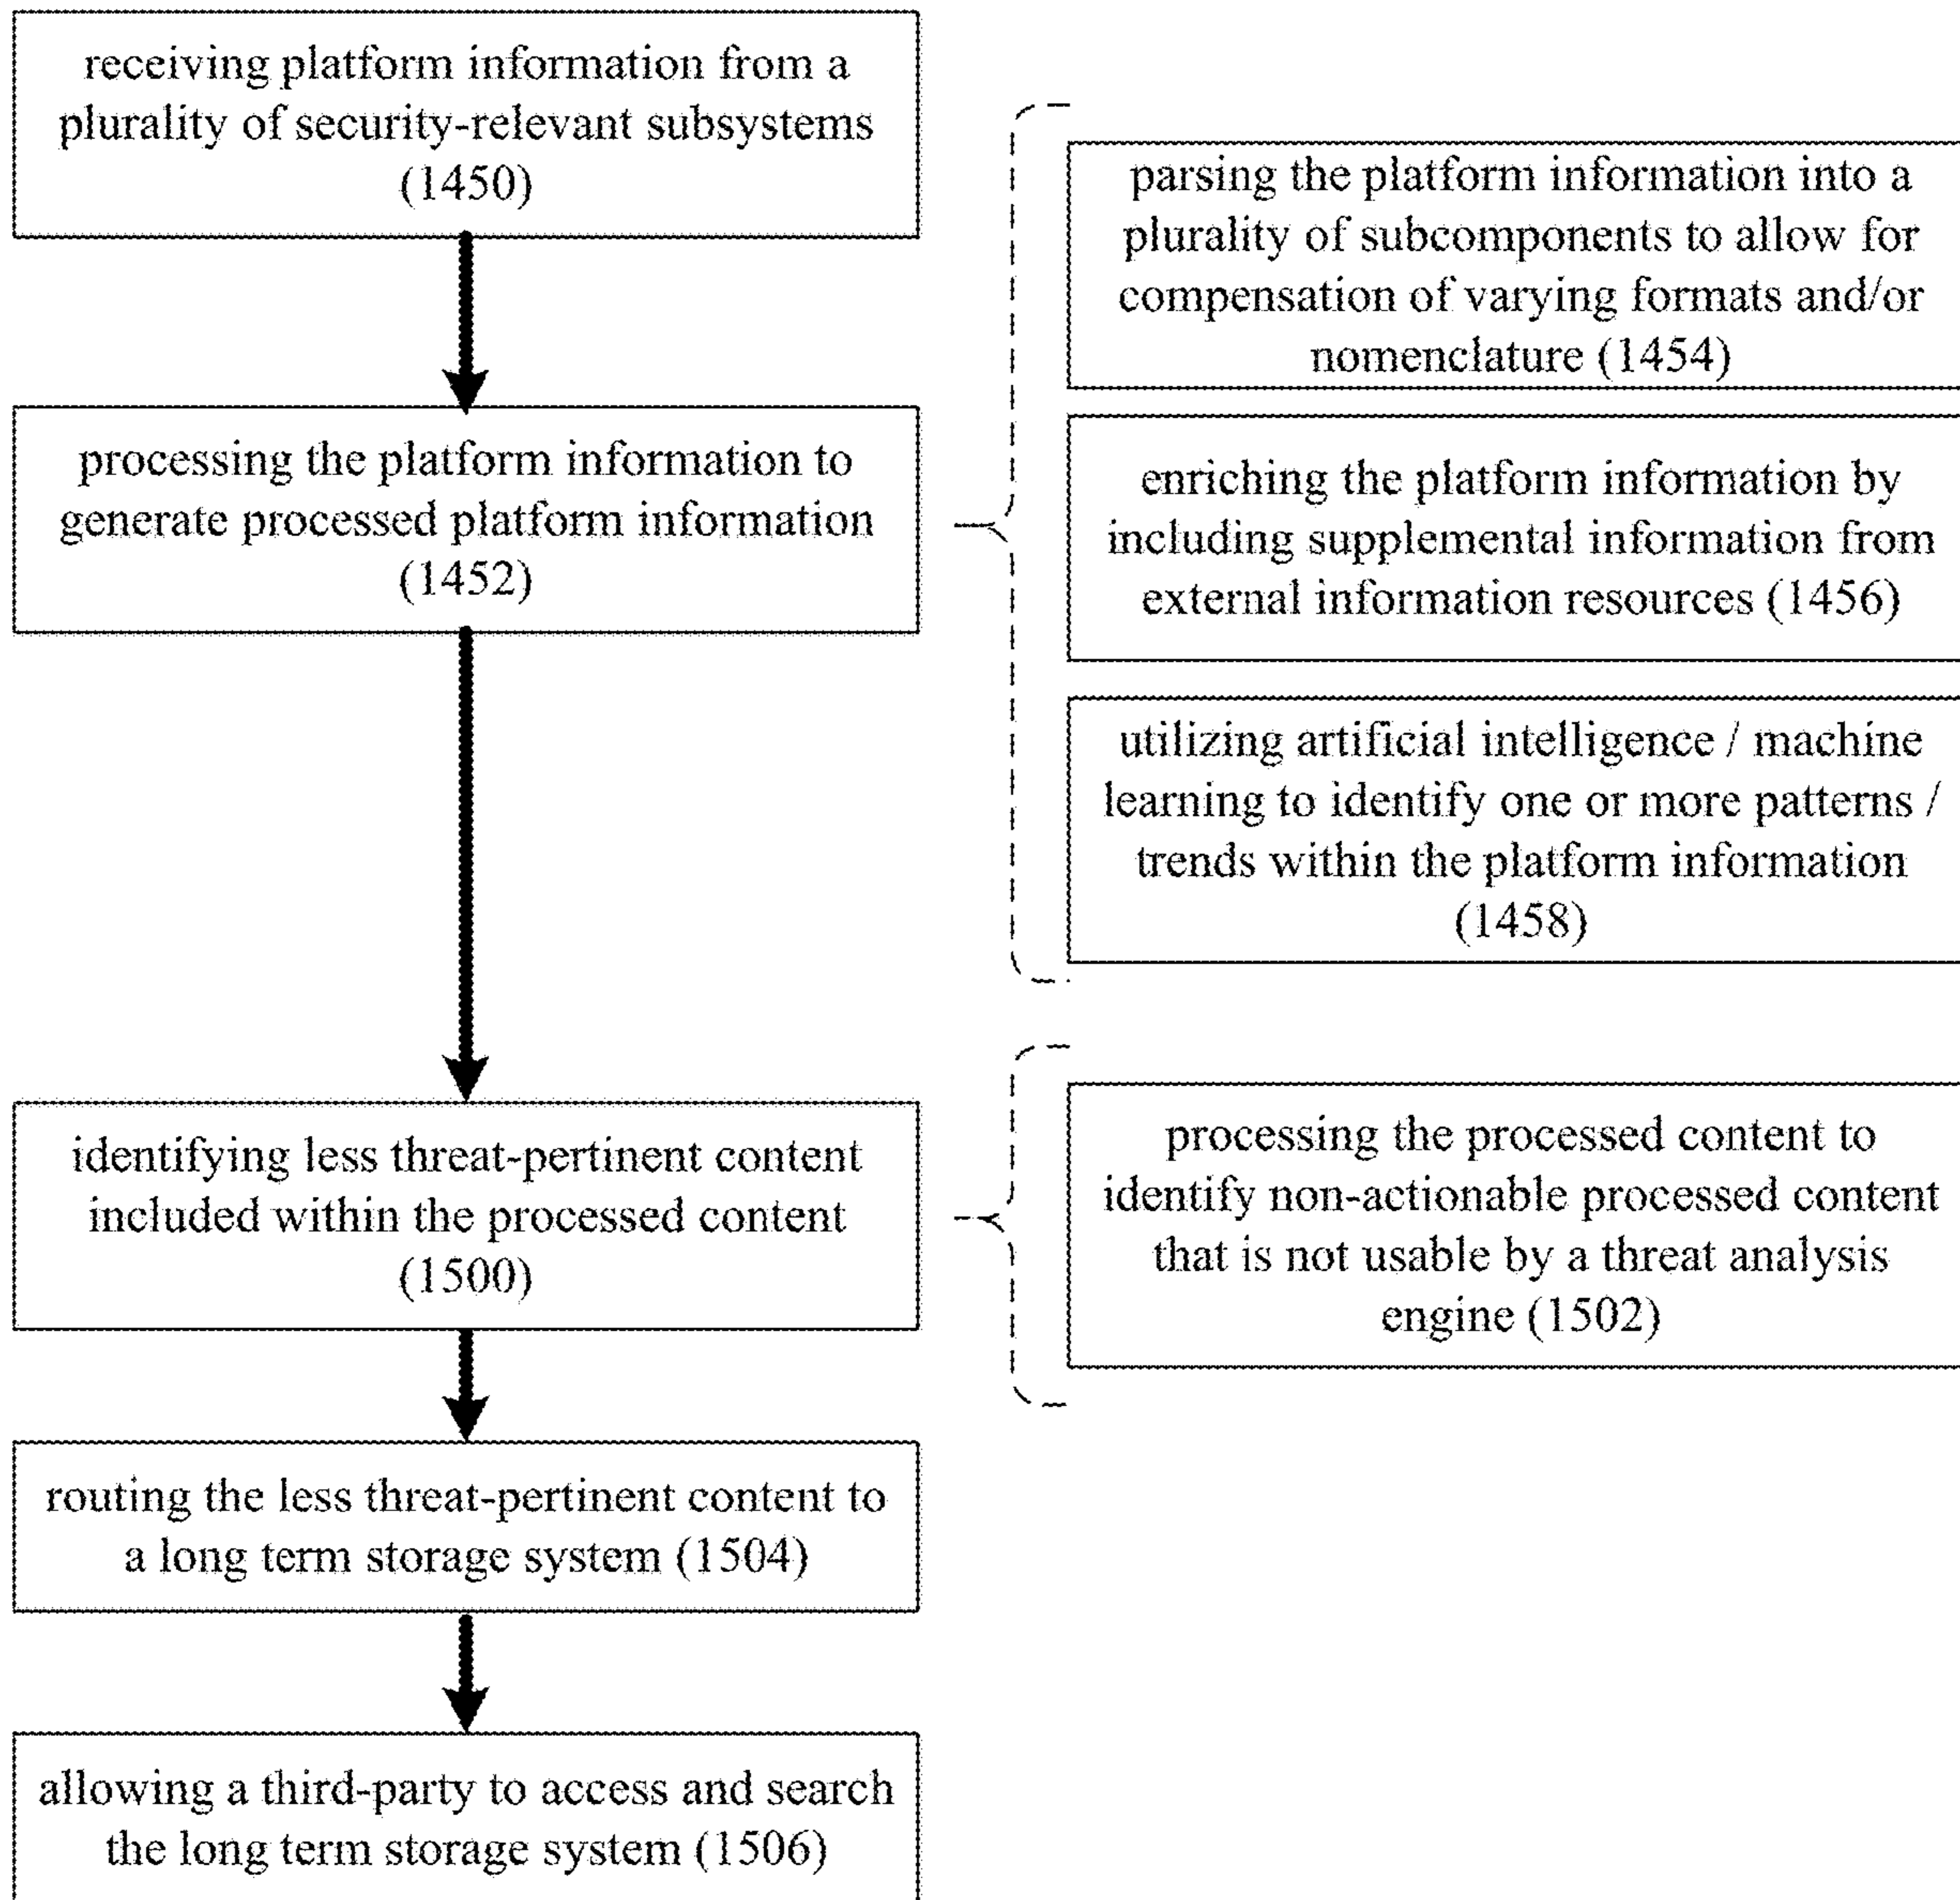 receiving platform information from a
plurality of security-relevant subsystems
(1450)
processing the platform information to
generate processed platform information
(1452)
parsing the platform information into a
plurality of subcomponents to allow for
compensation of varying formats and/or
nomenclature (1454)
enriching the platform information by
including supplemental information from
external information resources (1456)
utilizing artificial intelligence / machine
learning to identify one or more patterns /
trends within the platform information
(1458)
identifying less threat-pertinent content
included within the processed content
(1500)
processing the processed content to
identify non-actionable processed content
that is not usable by a threat analysis
engine (1502)
routing the less threat-pertinent content to
a long term storage system (1504)
allowing a third-party to access and search
the long term storage system (1506)